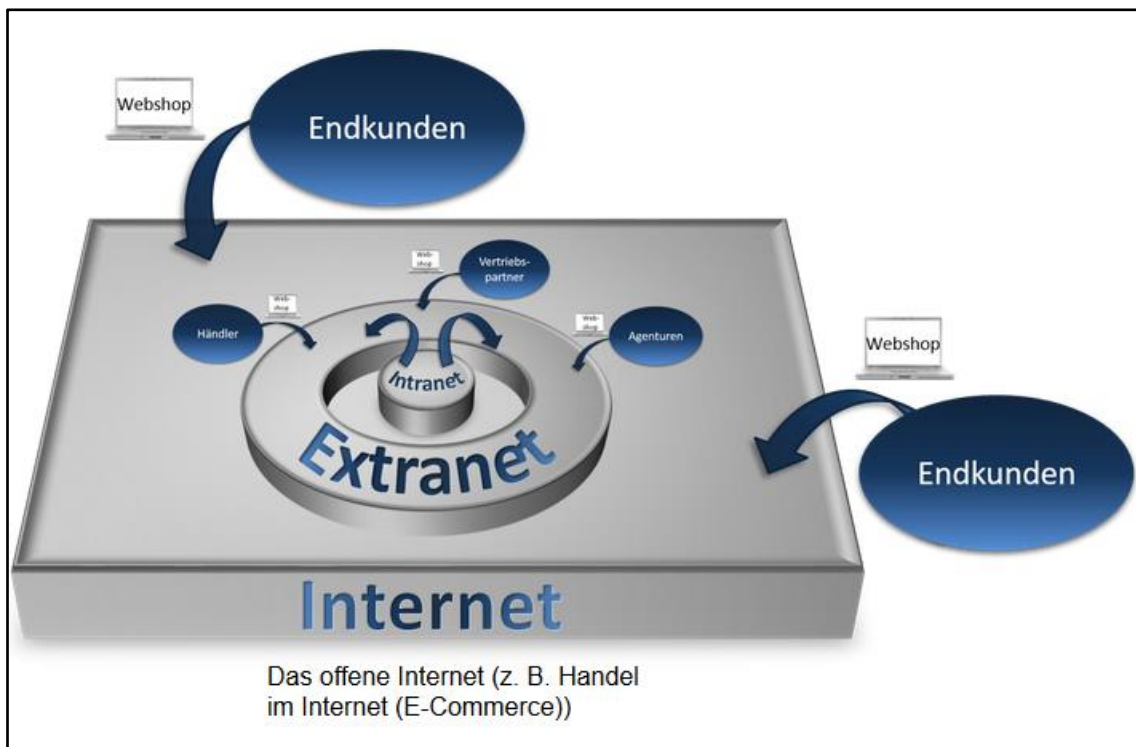 Webshop
Endkunden
Web-
shop
Vertriebs-
partner
Web-
shop
Händler
Web-
shop
Agenturen
Webshop
Intranet
Extranet
Endkunden
Internet
Das offene Internet (z. B. Handel
im Internet (E-Commerce))